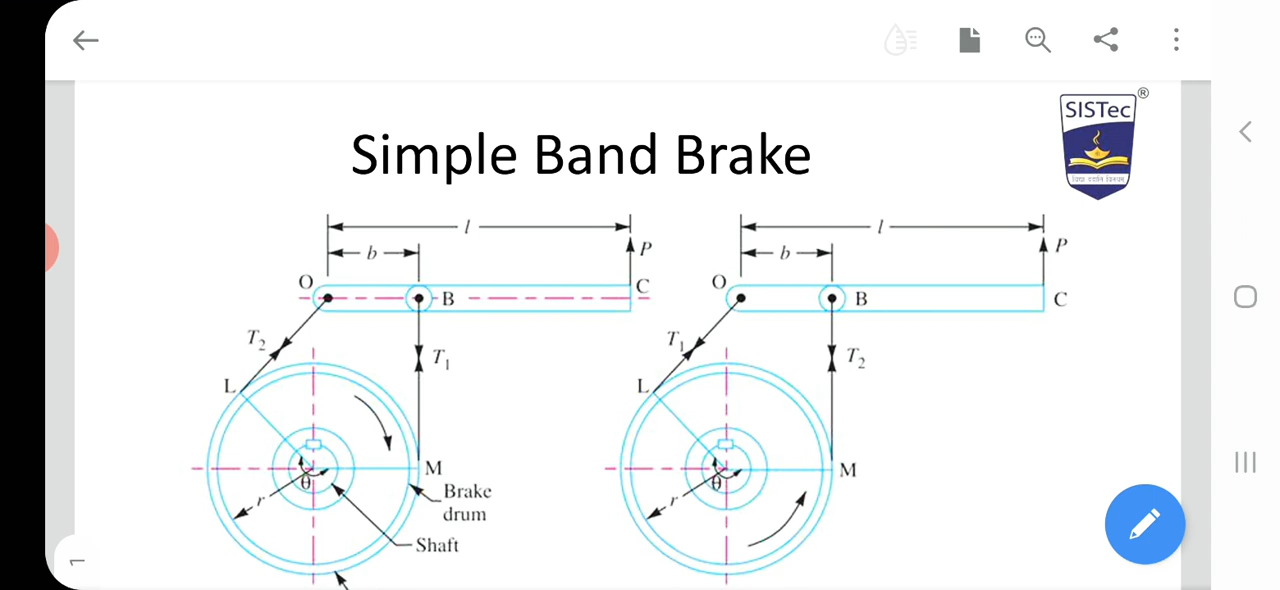 SISTec
®
Simple Band Brake
l
b
P
O
B
C
T₂
T₁
L
M
θ
r
Brake
drum
Shaft
l
b
P
O
B
C
T₁
T₂
L
M
θ
r